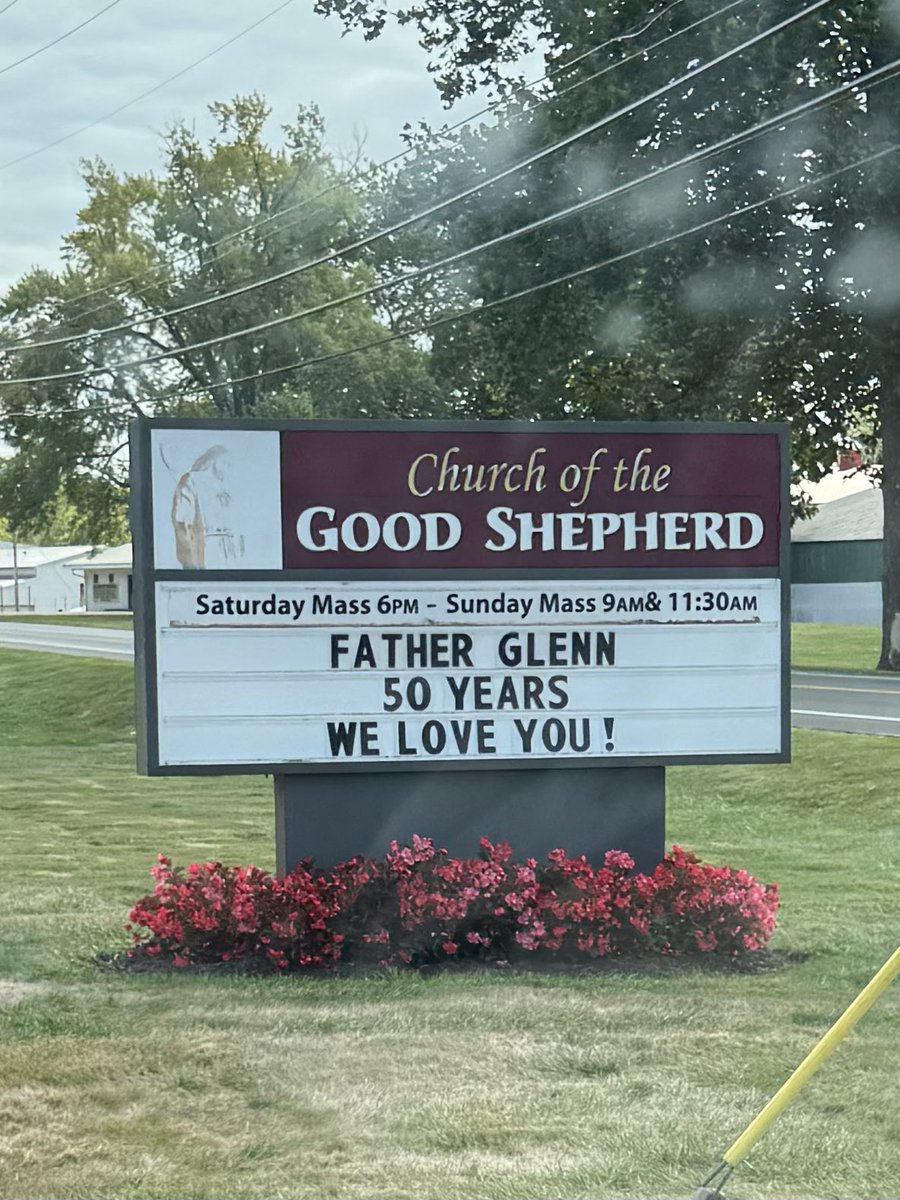 Church of the
GOOD SHEPHERD
Saturday Mass 6PM - Sunday Mass 9AM& 11:30AM
FATHER GLENN
50 YEARS
WE LOVE YOU!